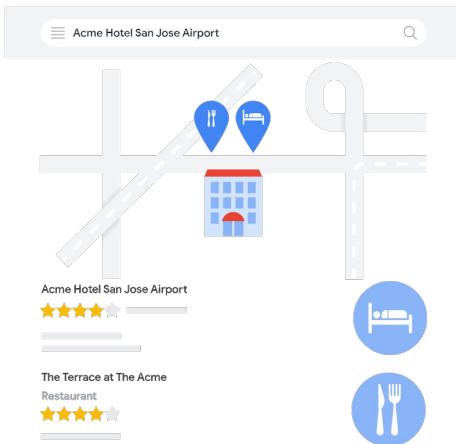 Acme Hotel San Jose Airport
Acme Hotel San Jose Airport
The Terrace at The Acme
Restaurant